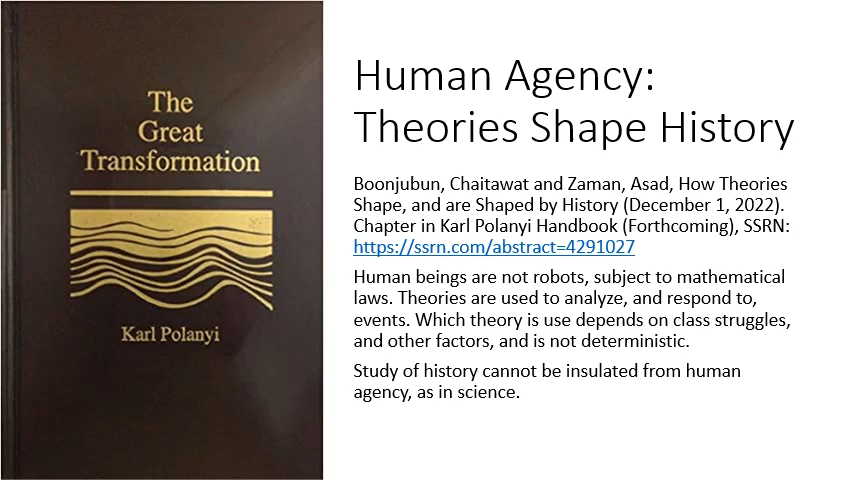 The
Great
Transformation
Karl Polanyi
Human Agency:
Theories Shape History
Boonjubun, Chaitawat and Zaman, Asad, How Theories
Shape, and are Shaped by History (December 1, 2022).
Chapter in Karl Polanyi Handbook (Forthcoming), SSRN:
https://ssrn.com/abstract=4291027
Human beings are not robots, subject to mathematical
laws. Theories are used to analyze, and respond to,
events. Which theory is use depends on class struggles,
and other factors, and is not deterministic.
Study of history cannot be insulated from human
agency, as in science.